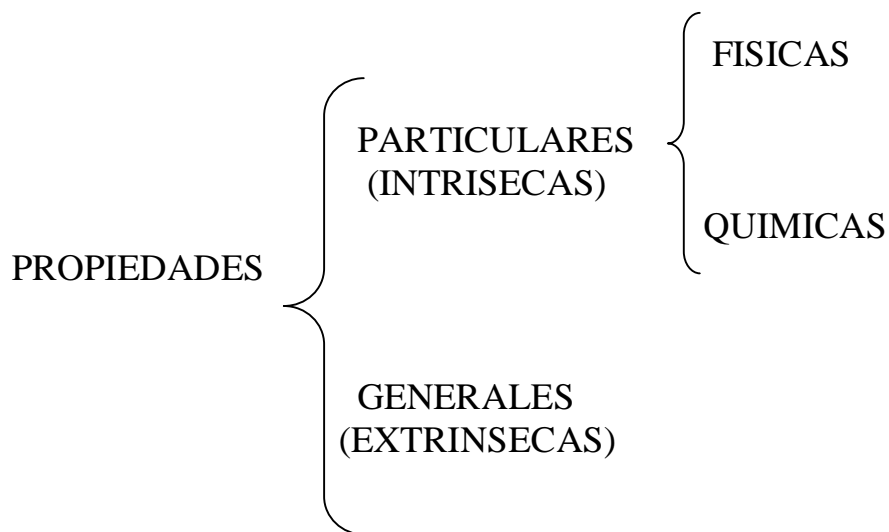 PROPIEDADES
PARTICULARES
(INTRISECAS)
FISICAS
QUIMICAS
GENERALES
(EXTRINSECAS)